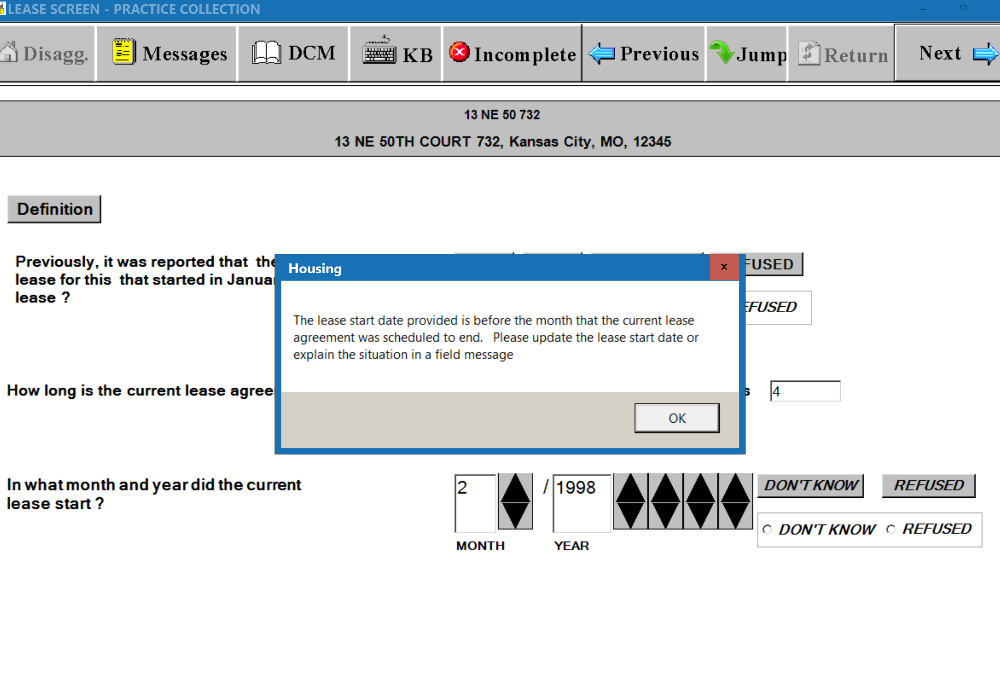 LEASE SCREEN - PRACTICE COLLECTION
Disagg. Messages DCM KB Incomplete Previous Jump Return Next
13 NE 50 732
13 NE 50TH COURT 732, Kansas City, MO, 12345
Definition
Previously, it was reported that the
lease for this that started in
lease ?
Housing
x
The lease start date provided is before the month that the current lease
agreement was scheduled to end. Please update the lease start date or
explain the situation in a field message
OK
How long is the current lease
4
In what month and year did the current
lease start ?
2 / 1998
DON'T KNOW REFUSED
DON'T KNOW REFUSED
MONTH YEAR